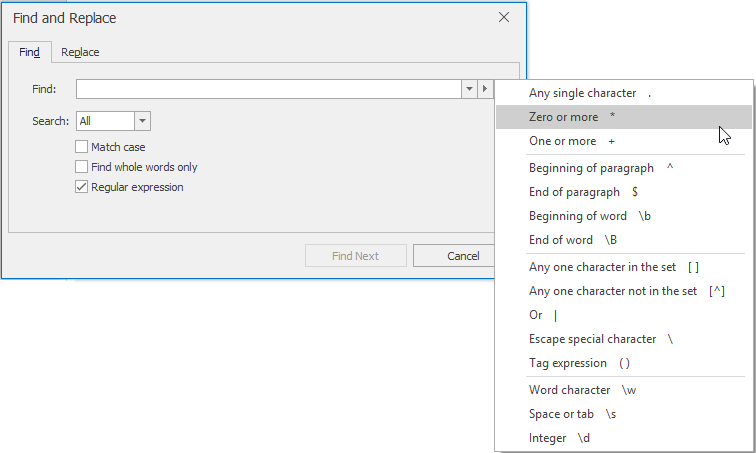 Find and Replace
Find
Replace
Find:
Search: All
Match case
Find whole words only
Regular expression
Find Next
Cancel
Any single character .
Zero or more *
One or more +
Beginning of paragraph ^
End of paragraph $
Beginning of word \b
End of word \B
Any one character in the set [ ]
Any one character not in the set [^]
Or |
Escape special character \
Tag expression ( )
Word character \w
Space or tab \s
Integer \d